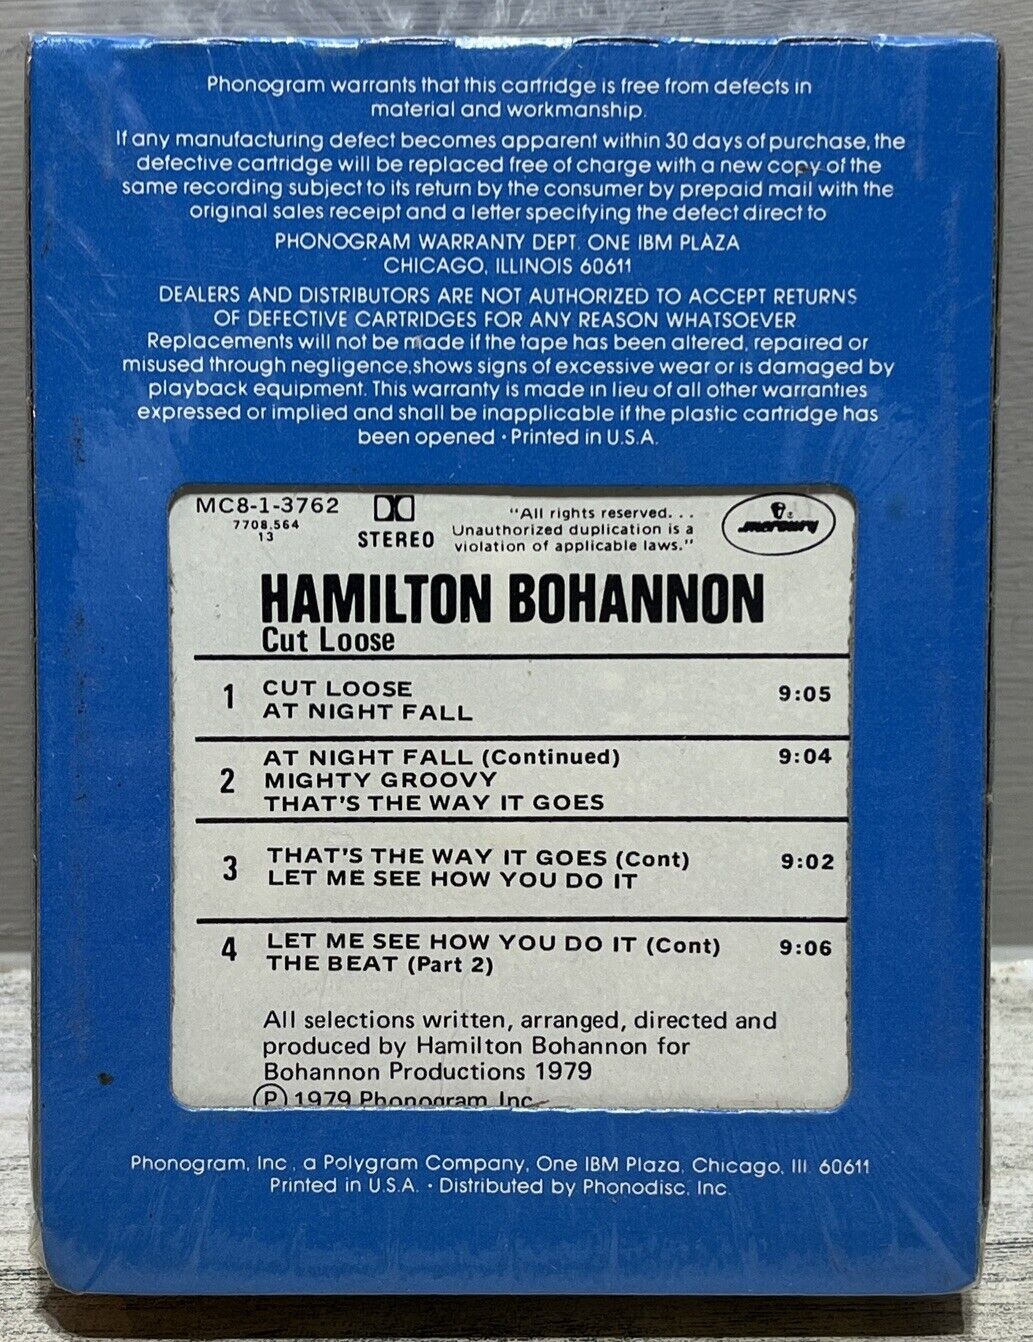 Phonogram warrants that this cartridge is free from defects in
material and workmanship.
If any manufacturing defect becomes apparent within 30 days of purchase, the
defective cartridge will be replaced free of charge with a new copy of the
same recording subject to its return by the consumer by prepaid mail with the
original sales receipt and a letter specifying the defect direct to
PHONOGRAM WARRANTY DEPT. ONE IBM PLAZA
CHICAGO, ILLINOIS 60611
DEALERS AND DISTRIBUTORS ARE NOT AUTHORIZED TO ACCEPT RETURNS
OF DEFECTIVE CARTRIDGES FOR ANY REASON WHATSOEVER
Replacements will not be made if the tape has been altered, repaired or
misused through negligence, shows signs of excessive wear or is damaged by
playback equipment. This warranty is made in lieu of all other warranties
expressed or implied and shall be inapplicable if the plastic cartridge has
been opened · Printed in U.S.A.
MC8-1-3762
7708.564
13
STEREO
"All rights reserved. . .
Unauthorized duplication is a
violation of applicable laws."
mercury
HAMILTON BOHANNON
Cut Loose
1 CUT LOOSE 9:05
AT NIGHT FALL
2 AT NIGHT FALL (Continued) 9:04
MIGHTY GROOVY
THAT'S THE WAY IT GOES
3 THAT'S THE WAY IT GOES (Cont) 9:02
LET ME SEE HOW YOU DO IT
4 LET ME SEE HOW YOU DO IT (Cont) 9:06
THE BEAT (Part 2)
All selections written, arranged, directed and
produced by Hamilton Bohannon for
Bohannon Productions 1979
Ⓟ 1979 Phonogram, Inc.
Phonogram, Inc., a Polygram Company, One IBM Plaza, Chicago, Ill. 60611
Printed in U.S.A. · Distributed by Phonodisc, Inc.